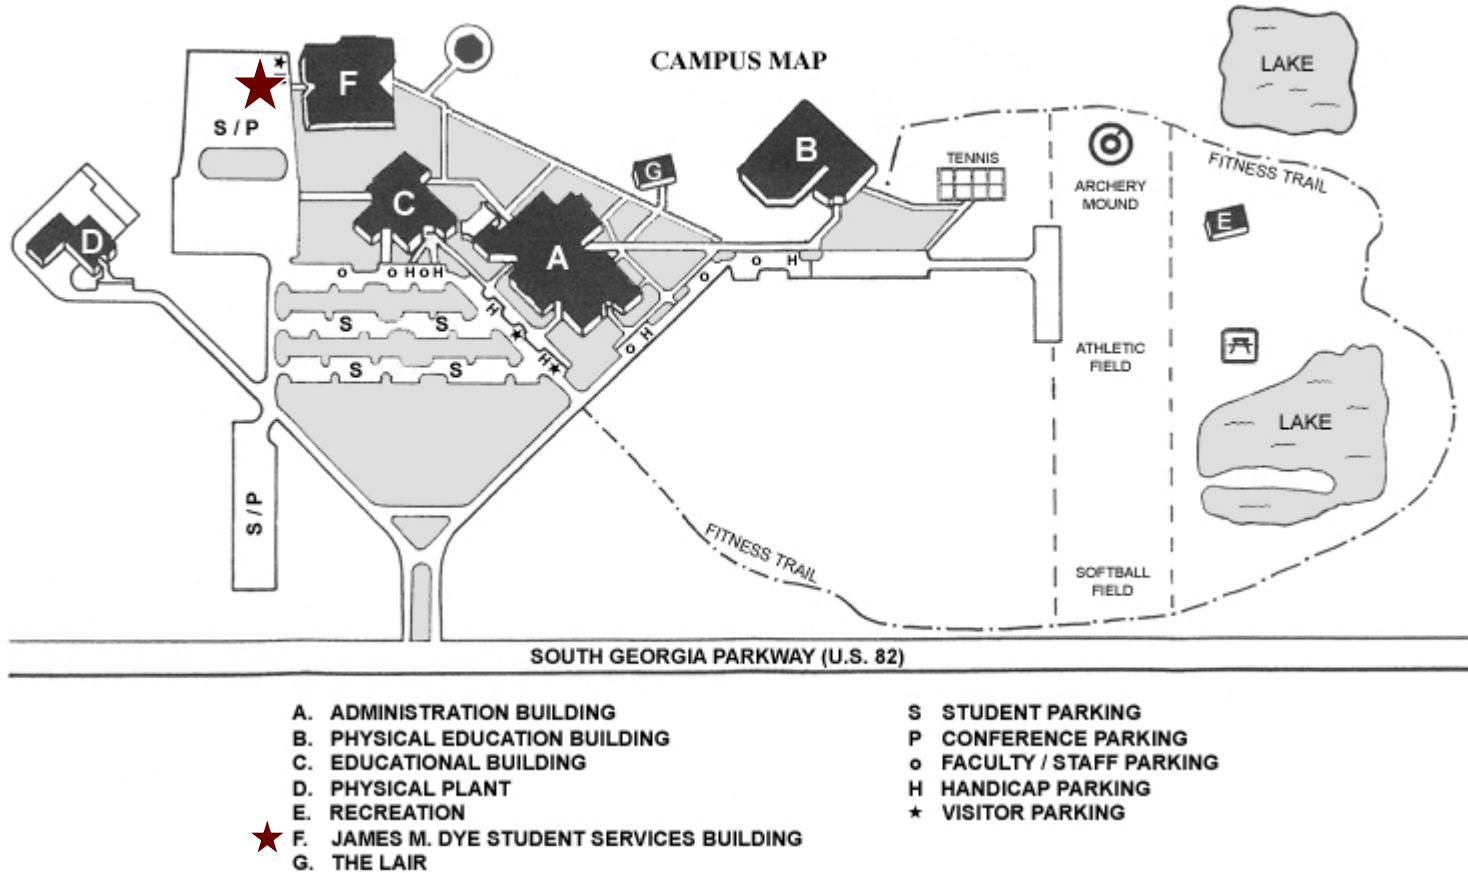 CAMPUS MAP
LAKE
F
S / P
B
G
TENNIS
FITNESS TRAIL
ARCHERY
MOUND
C
E
D
A
o
o H o H
o
o H
H
S S
o H
H
S S
ATHLETIC
FIELD
LAKE
S / P
FITNESS TRAIL
SOFTBALL
FIELD
SOUTH GEORGIA PARKWAY (U.S. 82)
A. ADMINISTRATION BUILDING
B. PHYSICAL EDUCATION BUILDING
C. EDUCATIONAL BUILDING
D. PHYSICAL PLANT
E. RECREATION
F. JAMES M. DYE STUDENT SERVICES BUILDING
G. THE LAIR
S STUDENT PARKING
P CONFERENCE PARKING
o FACULTY / STAFF PARKING
H HANDICAP PARKING
★ VISITOR PARKING